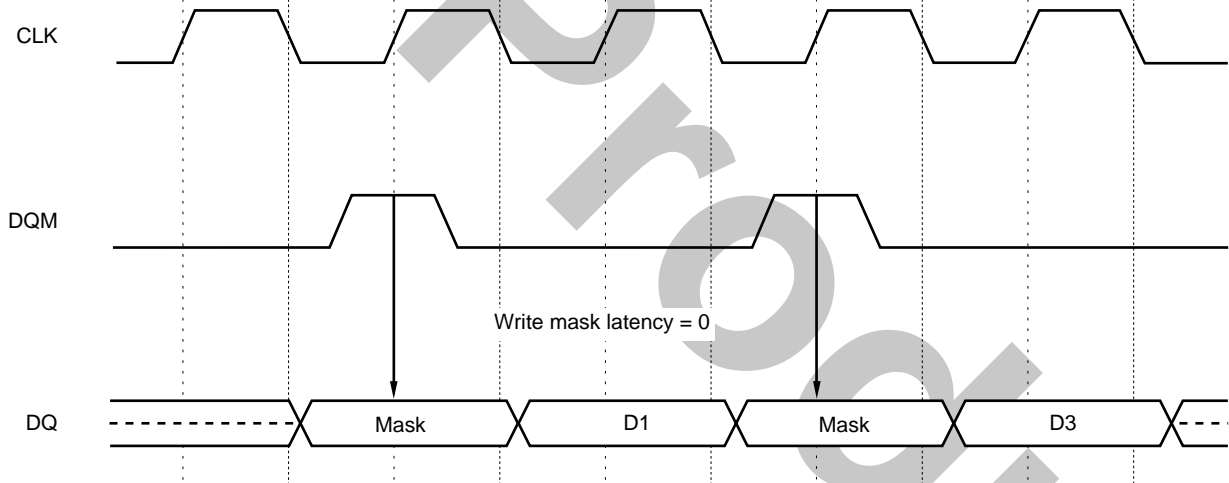 CLK
DQM
Write mask latency = 0
DQ
Mask
D1
Mask
D3